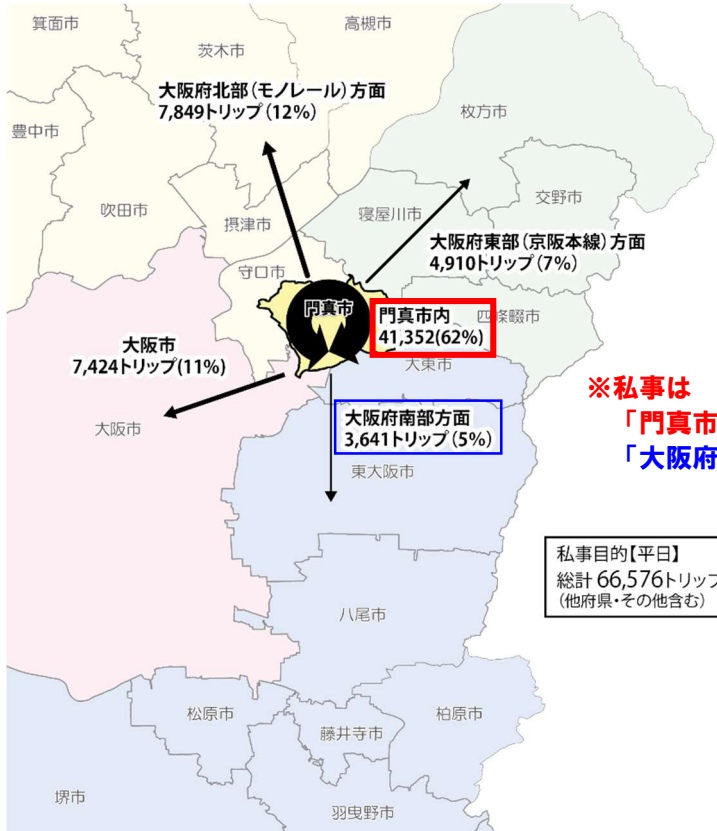 箕面市
高槻市
茨木市
大阪府北部(モノレール)方面
7,849トリップ(12%)
枚方市
豊中市
吹田市
交野市
摂津市
寝屋川市
大阪府東部(京阪本線)方面
4,910トリップ(7%)
守口市
門真市
門真市内
41,352(62%)
四條畷市
大阪市
7,424トリップ(11%)
大東市
※私事は
「門真市
「大阪府
大阪府南部方面
3,641トリップ(5%)
大阪市
東大阪市
私事目的【平日】
総計 66,576トリップ
(他府県・その他含む)
八尾市
松原市
柏原市
藤井寺市
堺市
羽曳野市